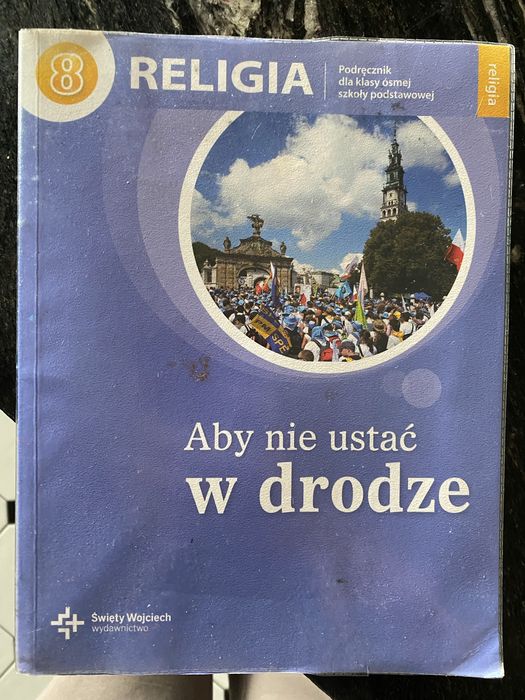 8
RELIGIA
Podręcznik
dla klasy ósmej
szkoły podstawowej
religia
Aby nie ustać
w drodze
Święty Wojciech
wydawnictwo